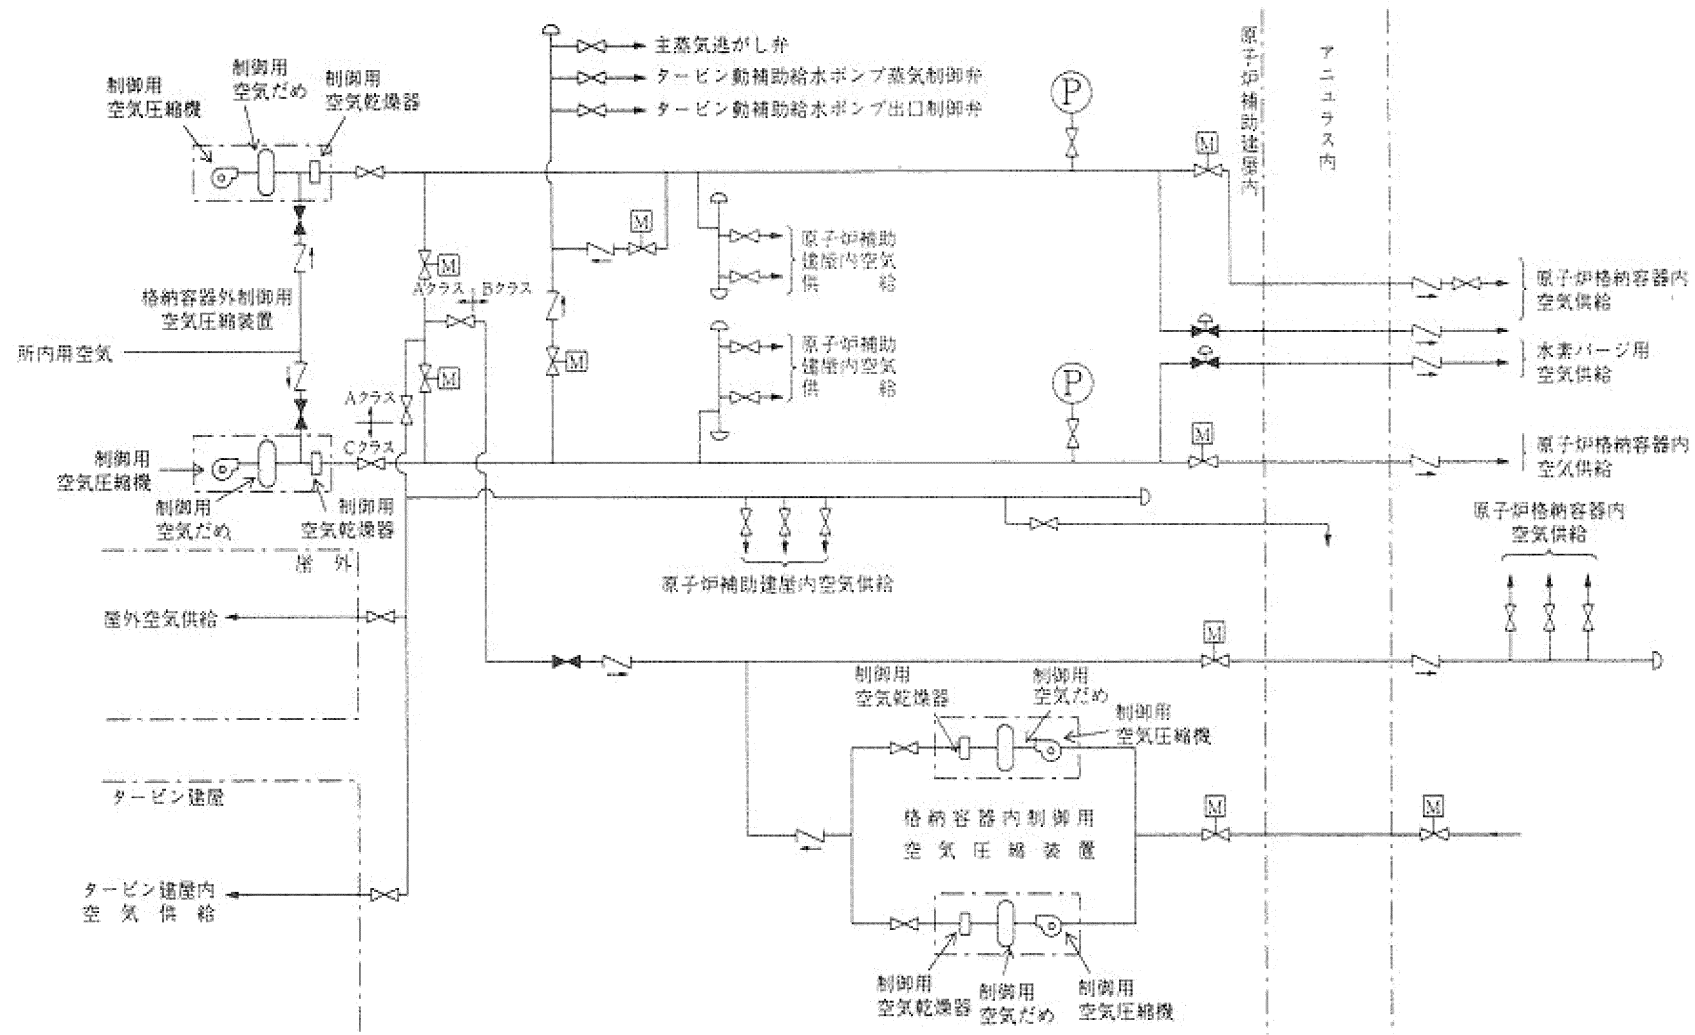 主蒸気逃がし弁
タービン動補助給水ポンプ蒸気制御弁
タービン動補助給水ポンプ出口制御弁
制御用
空気圧縮機
制御用
空気だめ
制御用
空気乾燥器
P
M
原子炉補助建屋内
アニュラス内
M
原子炉補助
建屋内空気
供給
M
Aクラス
Bクラス
格納容器外制御用
空気圧縮装置
所内用空気
原子炉格納容器内
空気供給
原子炉補助
建屋内空気
供給
M
M
水素パージ用
空気供給
P
Aクラス
Cクラス
M
原子炉格納容器内
空気供給
制御用
空気圧縮機
制御用
空気だめ
制御用
空気乾燥器
原子炉格納容器内
空気供給
屋外
原子炉補助建屋内空気供給
屋外空気供給
M
制御用
空気乾燥器
制御用
空気だめ
制御用
空気圧縮機
タービン建屋
格納容器内制御用
空気圧縮装置
M
M
タービン建屋内
空気供給
制御用
空気乾燥器
制御用
空気だめ
制御用
空気圧縮機